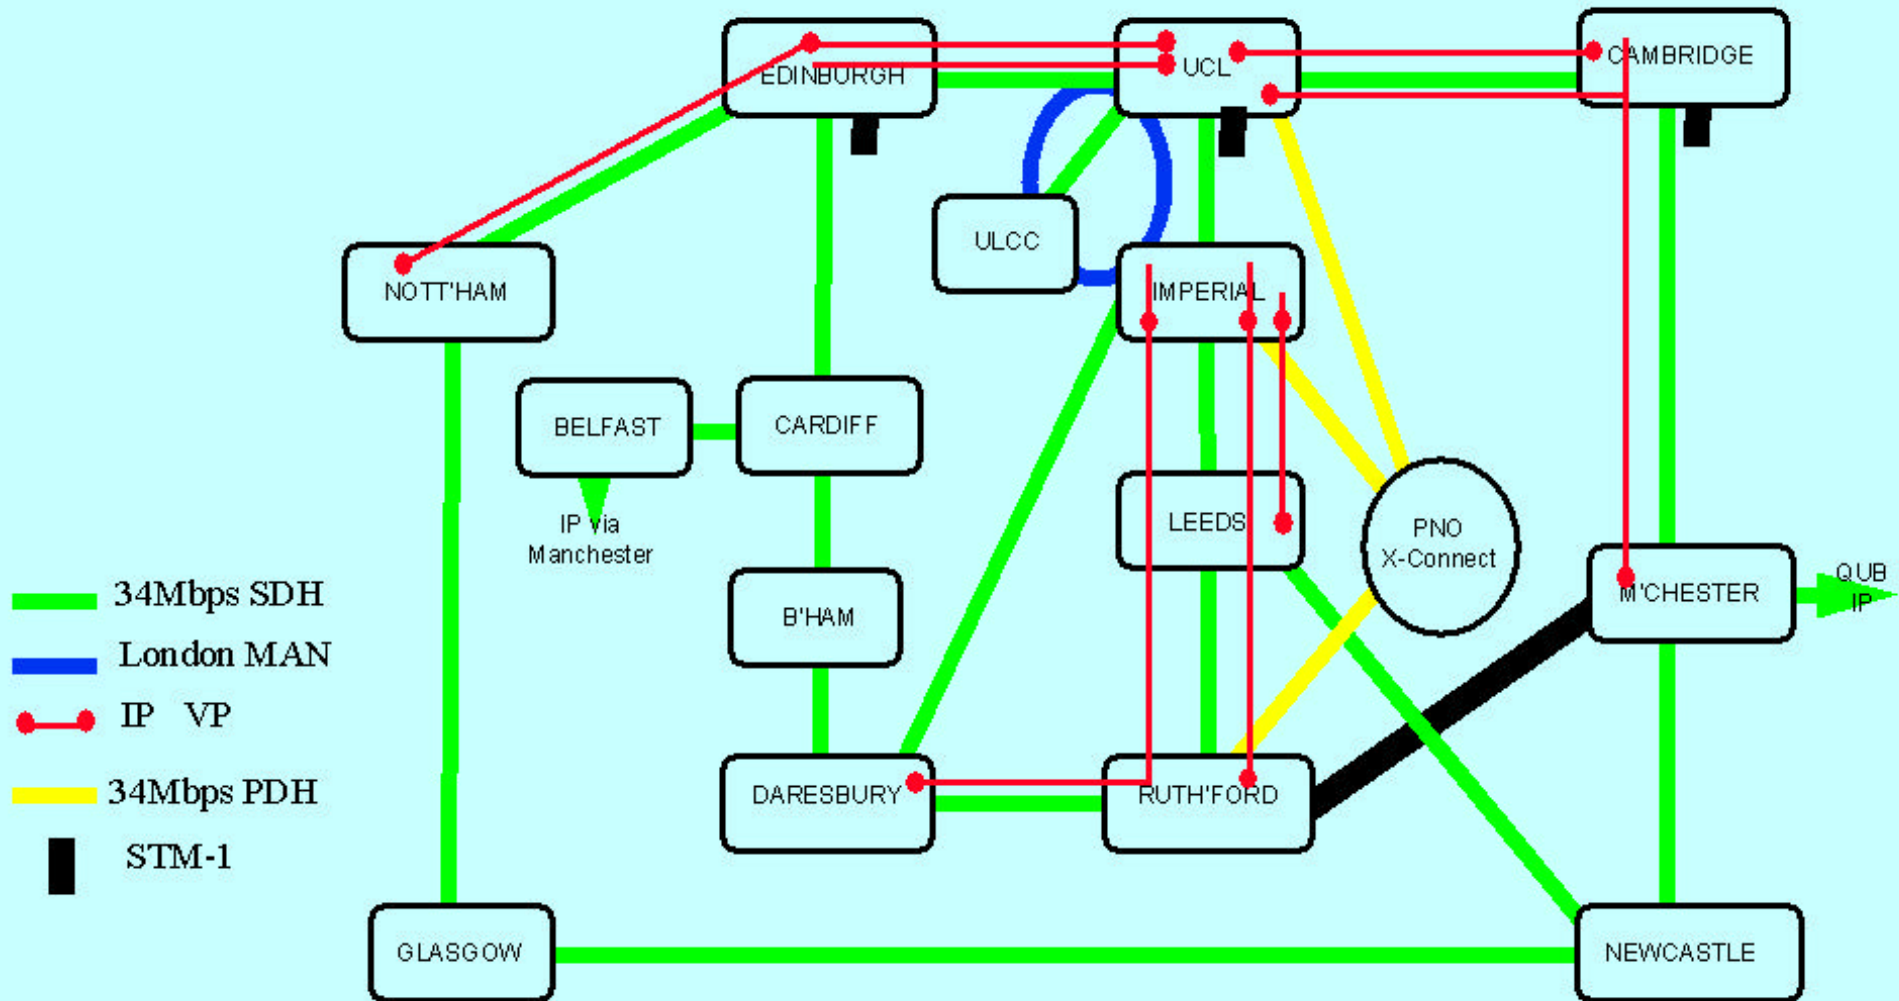 EDINBURGH
UCL
CAMBRIDGE
ULCC
NOTT'HAM
IMPERIAL
BELFAST
CARDIFF
LEEDS
IP via
Manchester
PNO
X-Connect
34Mbps SDH
B'HAM
M'CHESTER
QUB
IP
London MAN
IP VP
34Mbps PDH
DARESBURY
RUTH'FORD
STM-1
GLASGOW
NEWCASTLE